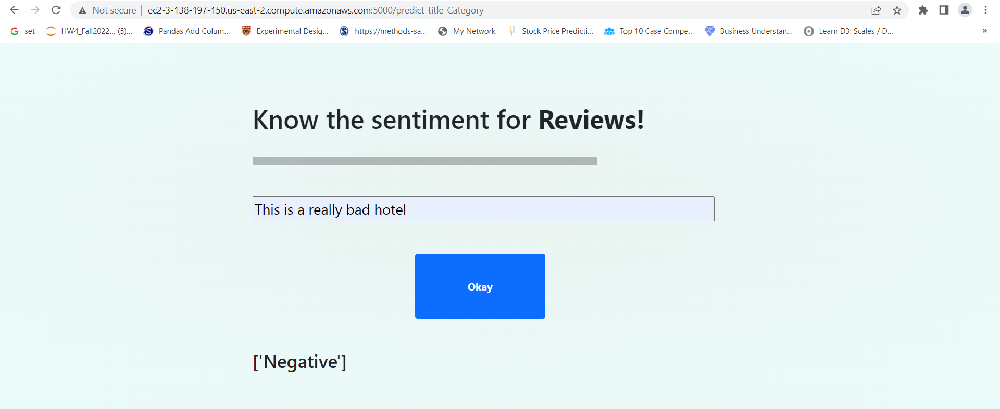 Not secure | ec2-3-138-197-150.us-east-2.compute.amazonaws.com:5000/predict_title_Category
set HW4_Fall2022... (5)... Pandas Add Colum... Experimental Desig... https://methods-sa... My Network Stock Price Predicti... Top 10 Case Compe... Business Understan... Learn D3: Scales / D... »
Know the sentiment for Reviews!
This is a really bad hotel
Okay
['Negative']